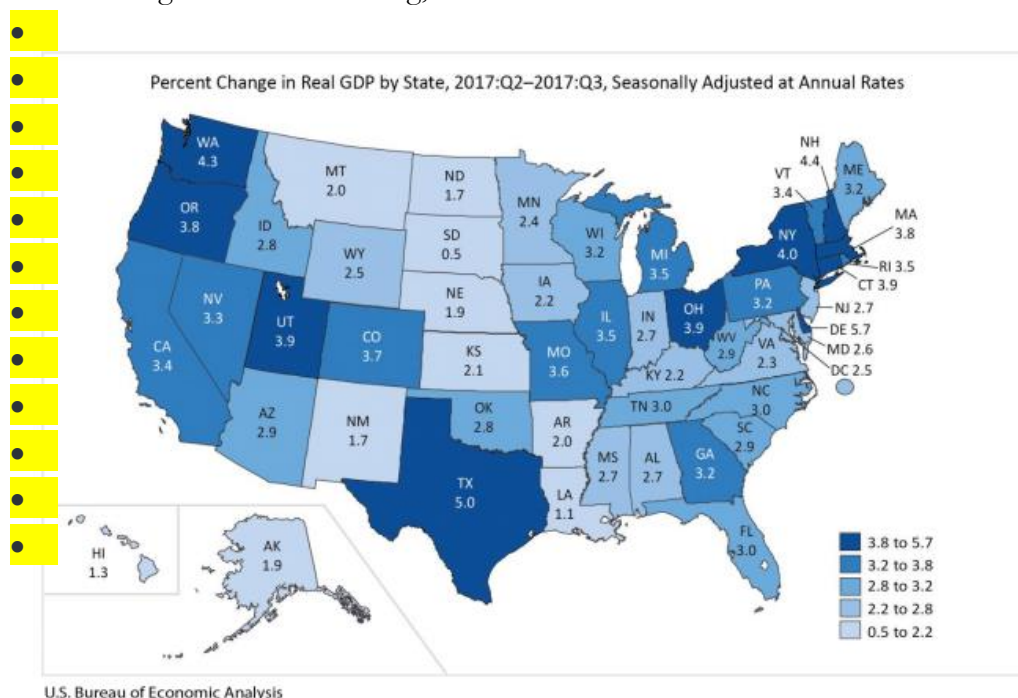 Percent Change in Real GDP by State, 2017:Q2–2017:Q3, Seasonally Adjusted at Annual Rates
WA
4.3
OR
3.8
CA
3.4
NV
3.3
ID
2.8
MT
2.0
WY
2.5
UT
3.9
CO
3.7
AZ
2.9
NM
1.7
ND
1.7
SD
0.5
NE
1.9
KS
2.1
OK
2.8
TX
5.0
MN
2.4
IA
2.2
MO
3.6
AR
2.0
LA
1.1
WI
3.2
IL
3.5
MI
3.5
IN
2.7
OH
3.9
KY 2.2
TN 3.0
MS
2.7
AL
2.7
GA
3.2
FL
3.0
SC
2.9
NC
3.0
VA
2.3
WV
2.9
PA
3.2
NY
4.0
VT
3.4
NH
4.4
ME
3.2
MA
3.8
RI 3.5
CT 3.9
NJ 2.7
DE 5.7
MD 2.6
DC 2.5
HI
1.3
AK
1.9
3.8 to 5.7
3.2 to 3.8
2.8 to 3.2
2.2 to 2.8
0.5 to 2.2
U.S. Bureau of Economic Analysis